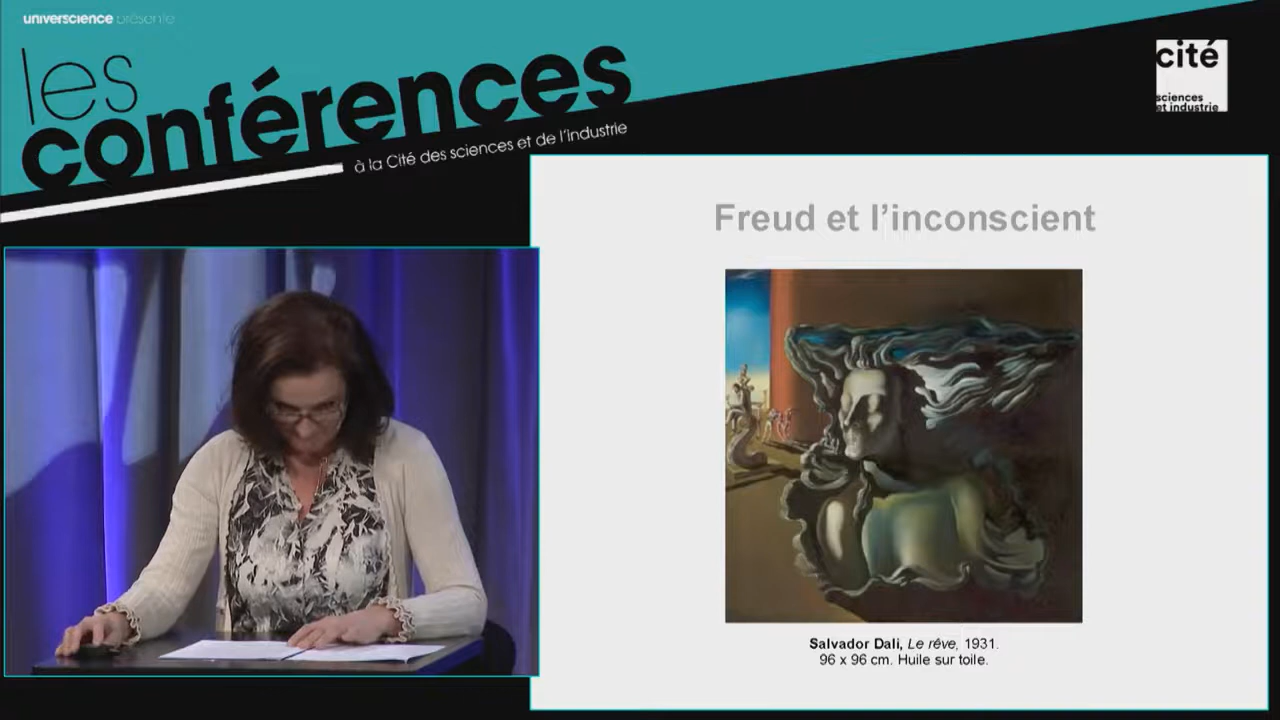 universcience présente
les
conférences
à la Cité des sciences et de l'industrie
cité
sciences
et industrie
Freud et l'inconscient
Salvador Dali, Le rêve, 1931.
96 x 96 cm. Huile sur toile.